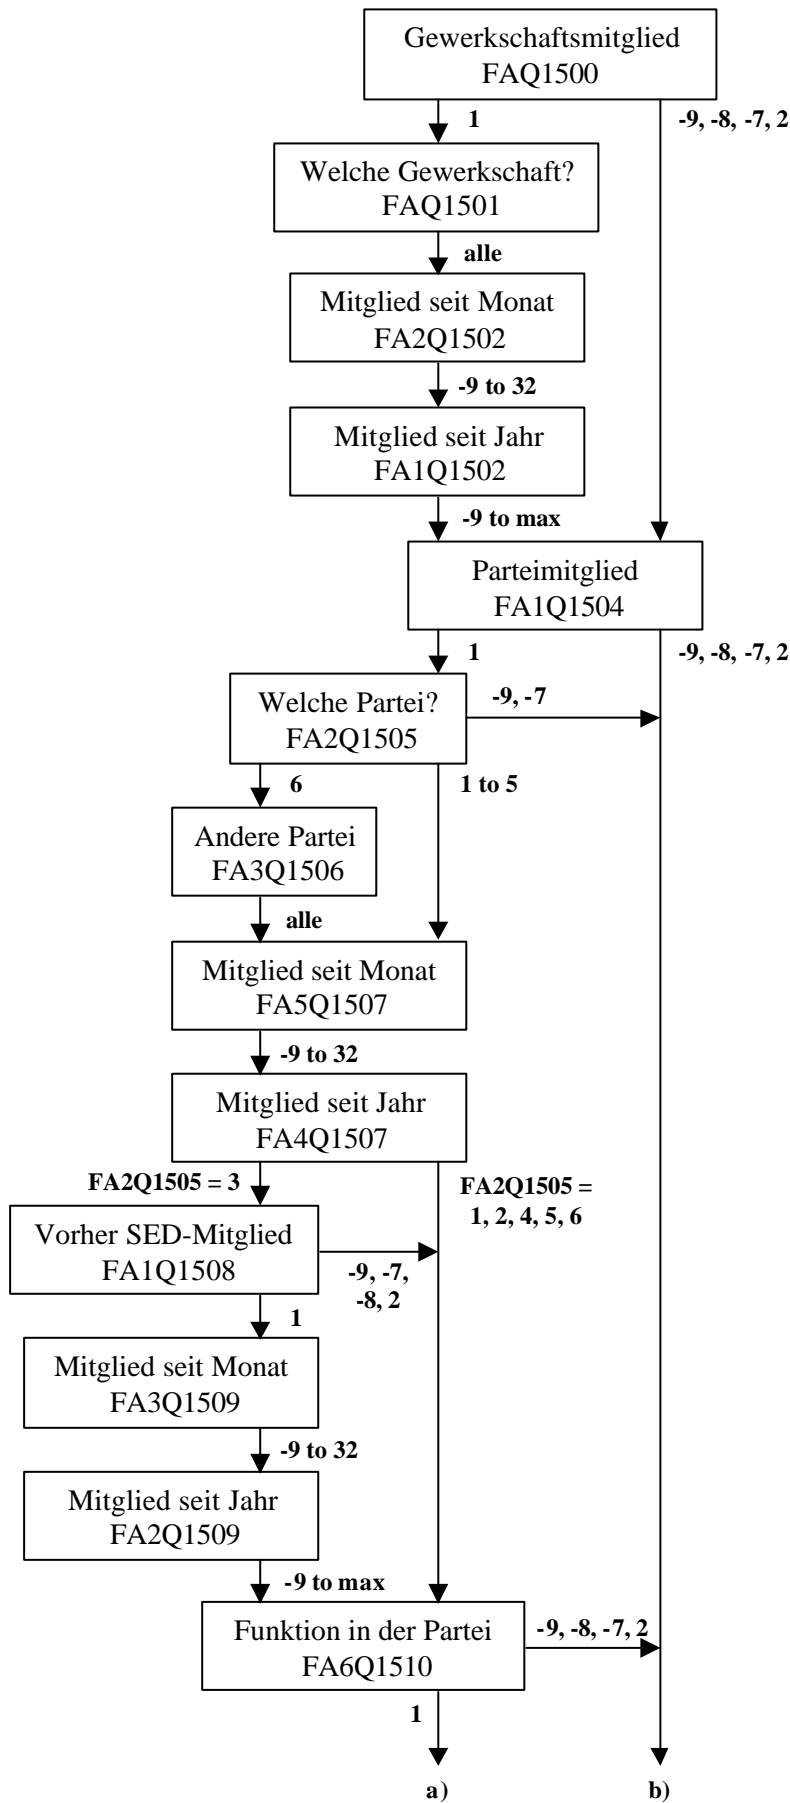 Gewerkschaftsmitglied
FAQ1500
1
-9, -8, -7, 2
Welche Gewerkschaft?
FAQ1501
alle
Mitglied seit Monat
FA2Q1502
-9 to 32
Mitglied seit Jahr
FA1Q1502
-9 to max
Parteimitglied
FA1Q1504
1
-9, -8, -7, 2
Welche Partei?
FA2Q1505
-9, -7
6
1 to 5
Andere Partei
FA3Q1506
alle
Mitglied seit Monat
FA5Q1507
-9 to 32
Mitglied seit Jahr
FA4Q1507
FA2Q1505 = 3
FA2Q1505 =
1, 2, 4, 5, 6
Vorher SED-Mitglied
FA1Q1508
-9, -7,
-8, 2
1
Mitglied seit Monat
FA3Q1509
-9 to 32
Mitglied seit Jahr
FA2Q1509
-9 to max
Funktion in der Partei
FA6Q1510
-9, -8, -7, 2
1
a)
b)